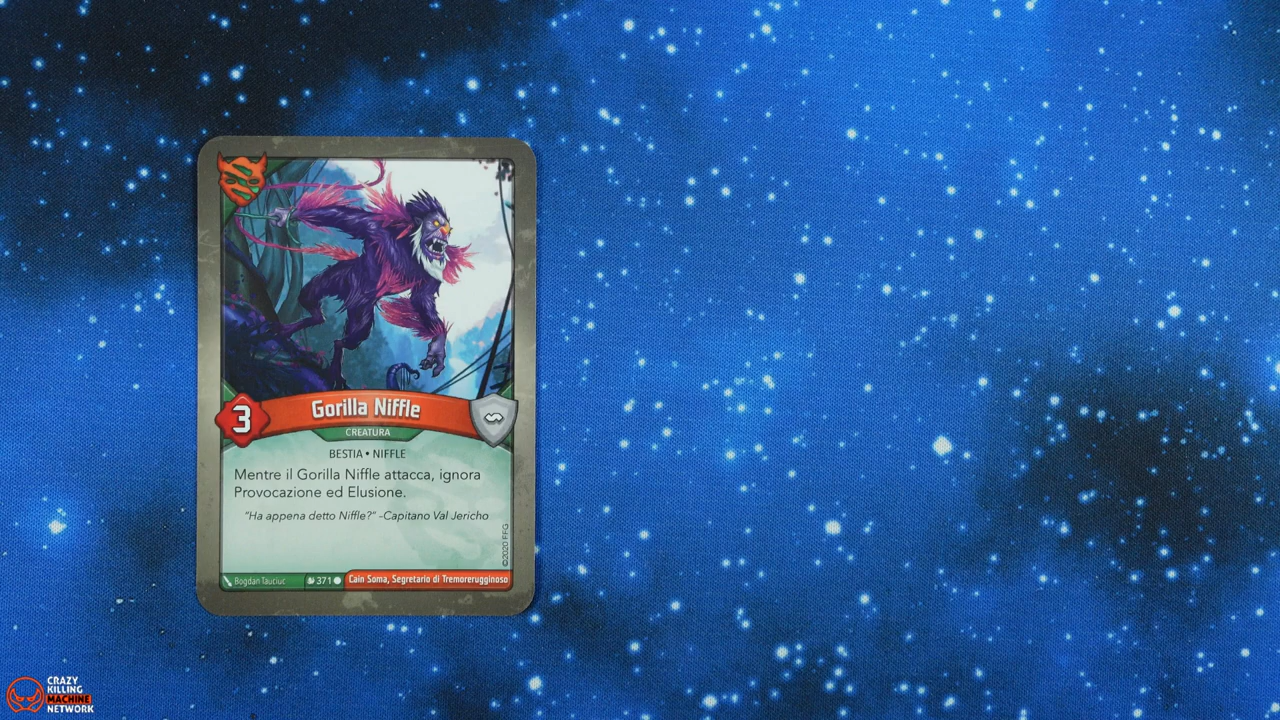 3
Gorilla Niffle
CREATURA
BESTIA • NIFFLE
Mentre il Gorilla Niffle attacca, ignora
Provocazione ed Elusione.
"Ha appena detto Niffle?" -Capitano Val Jericho
©2020 FFG
Bogdan Tauciuc
371
Cain Soma, Segretario di Tremorerugginoso
CRAZY
KILLING
MACHINE
NETWORK